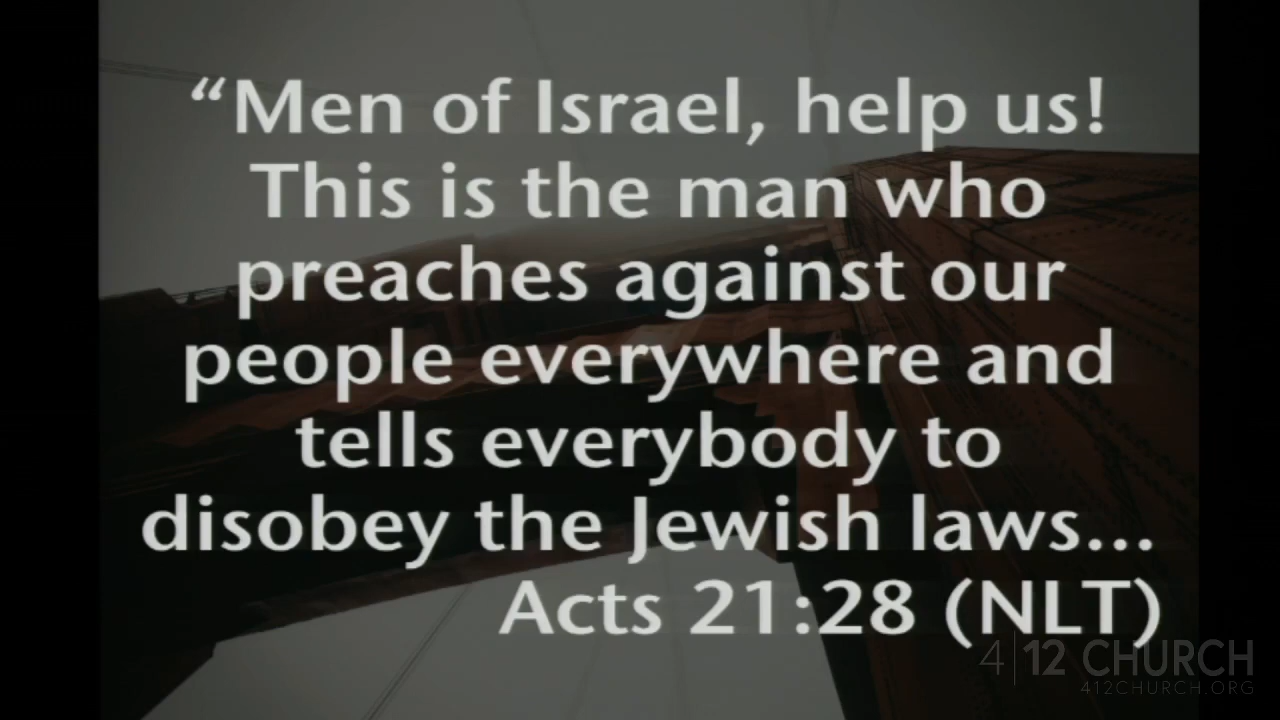 “Men of Israel, help us!
This is the man who
preaches against our
people everywhere and
tells everybody to
disobey the Jewish laws...
Acts 21:28 (NLT)
4|12 CHURCH
412CHURCH.ORG